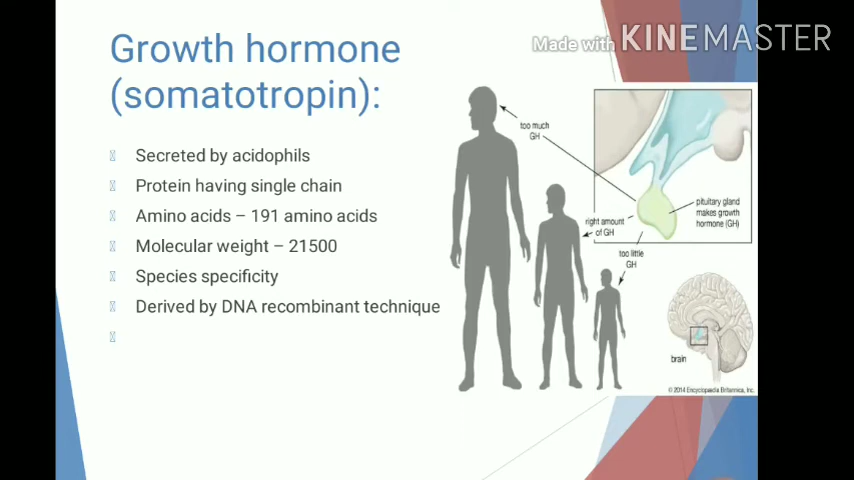 Made with KINEMASTER
Growth hormone
(somatotropin):
Secreted by acidophils
Protein having single chain
Amino acids – 191 amino acids
Molecular weight – 21500
Species specificity
Derived by DNA recombinant technique
too much
GH
right amount
of GH
too little
GH
pituitary gland
makes growth
hormone (GH)
brain
© 2014 Encyclopædia Britannica, Inc.